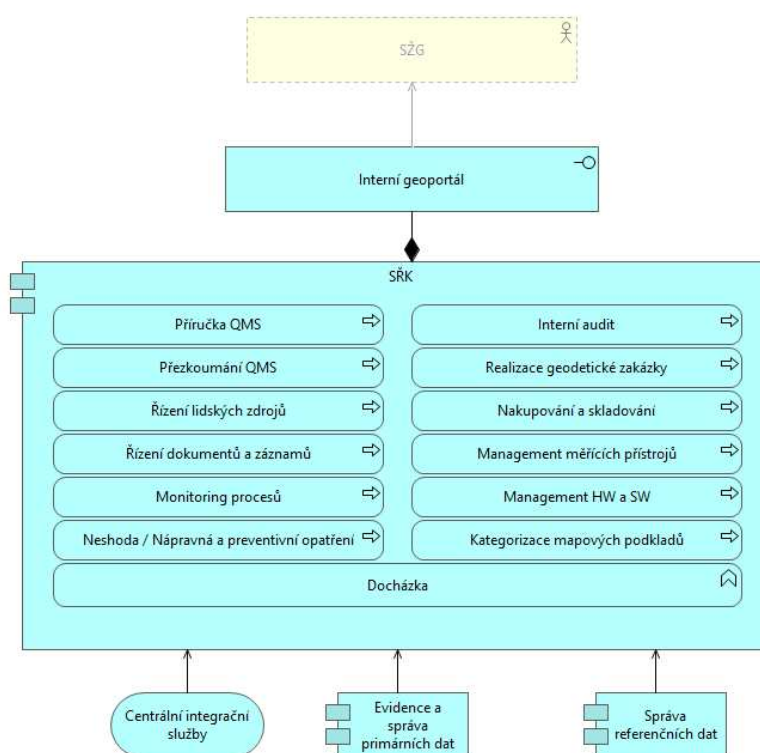 SŽG
Interní geoportál
SŘK
Příručka QMS
Interní audit
Přezkoumání QMS
Realizace geodetické zakázky
Řízení lidských zdrojů
Nakupování a skladování
Řízení dokumentů a záznamů
Management měřících přístrojů
Monitoring procesů
Management HW a SW
Neshoda / Nápravná a preventivní opatření
Kategorizace mapových podkladů
Docházka
Centrální integrační
služby
Evidence a
správa
primárních dat
Správa
referenčních dat